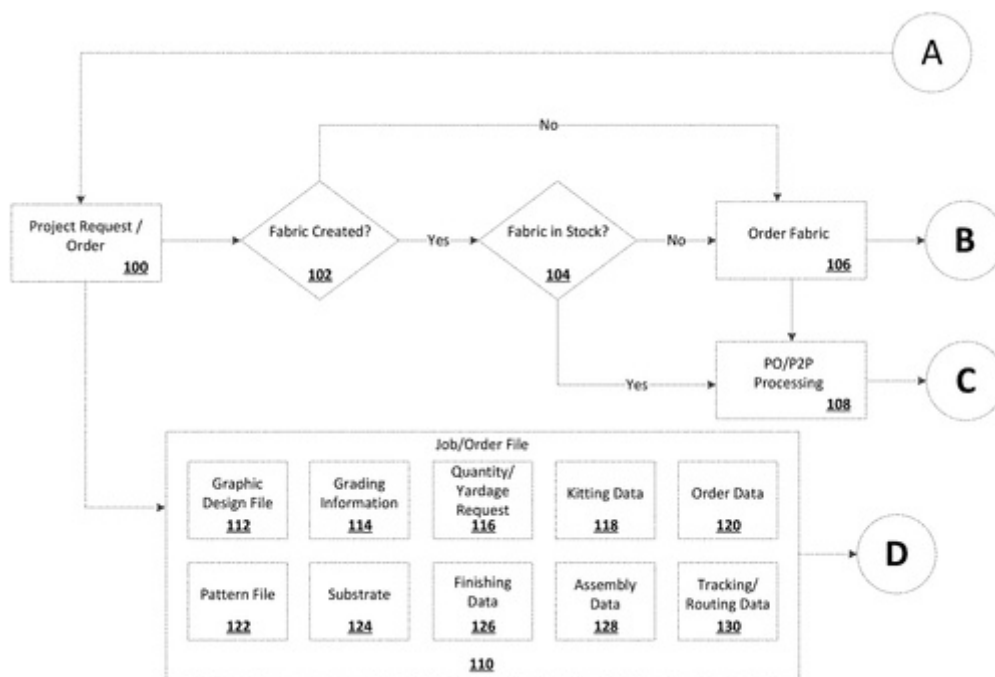 A
No
Project Request /
Order
100
Fabric Created?
102
Yes
Fabric in Stock?
104
No
Order Fabric
106
B
Yes
PO/P2P
Processing
108
C
Job/Order File
Graphic
Design File
112
Grading
Information
114
Quantity/
Yardage
Request
116
Kitting Data
118
Order Data
120
D
Pattern File
122
Substrate
124
Finishing
Data
126
Assembly
Data
128
Tracking/
Routing Data
130
110